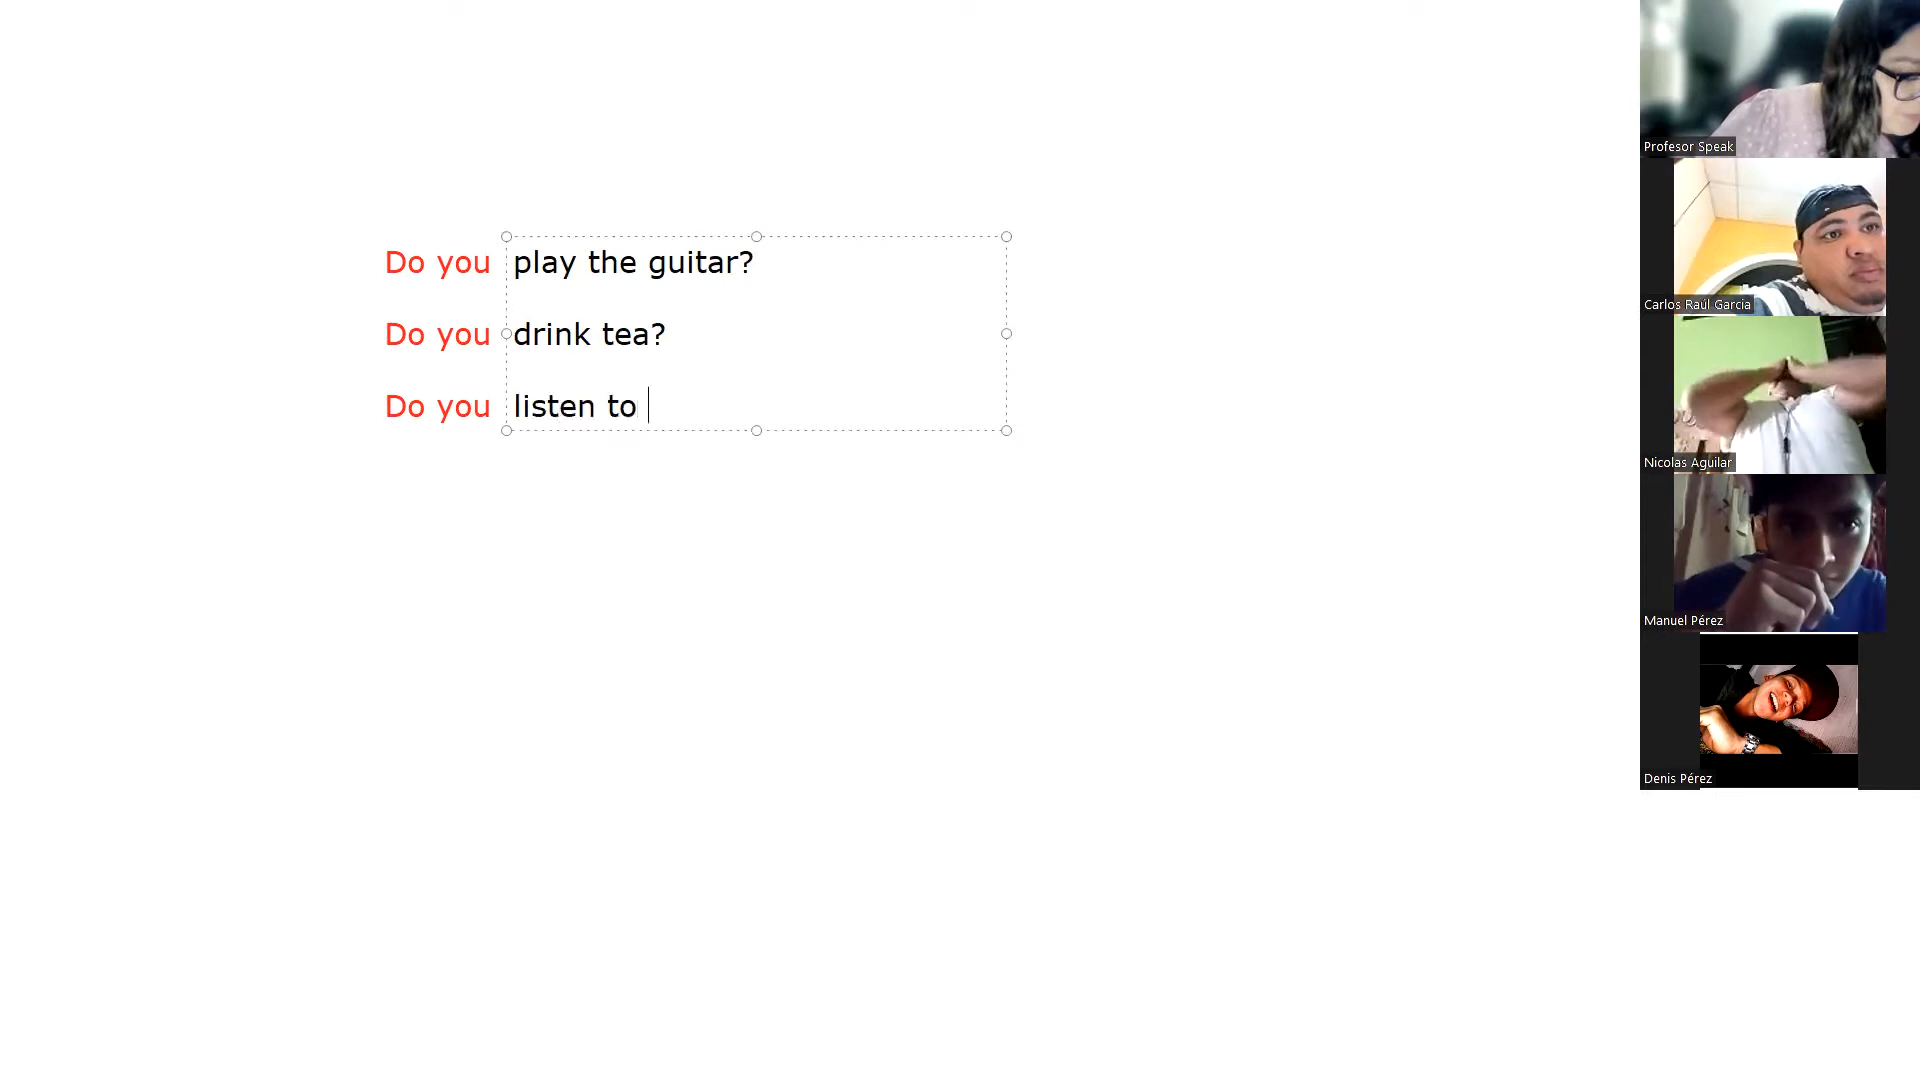 Do you play the guitar?
Do you drink tea?
Do you listen to
Profesor Speak
Carlos Raúl Garcia
Nicolas Aguilar
Manuel Pérez
Denis Pérez